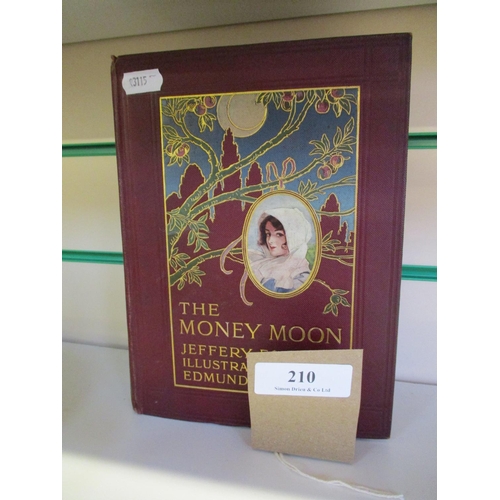 THE
MONEY MOON
JEFFERY
ILLUSTRA
EDMUND
210
Simon Drew & Co Ltd